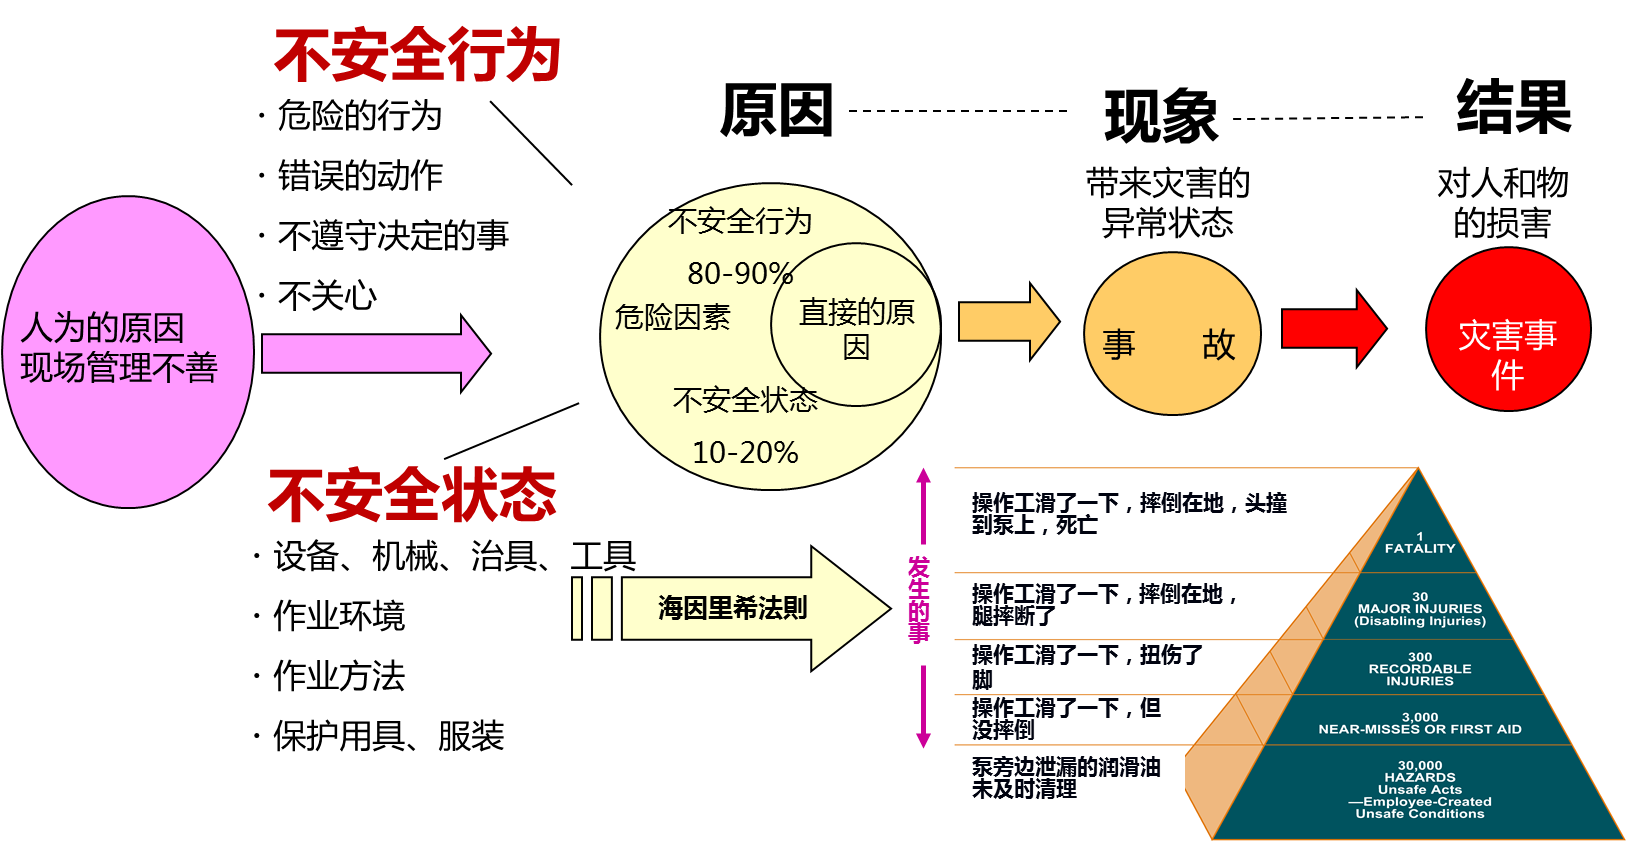 不安全行为
· 危险的行为
· 错误的动作
· 不遵守决定的事
· 不关心
人为的原因
现场管理不善
不安全状态
· 设备、机械、治具、工具
· 作业环境
· 作业方法
· 保护用具、服装
原因
不安全行为
80-90%
危险因素
直接的原
因
不安全状态
10-20%
现象
带来灾害的
异常状态
事 故
结果
对人和物
的损害
灾害事
件
海因里希法則
发生的事
操作工滑了一下，摔倒在地，头撞
到泵上，死亡
操作工滑了一下，摔倒在地，
腿摔断了
操作工滑了一下，扭伤了
脚
操作工滑了一下，但
没摔倒
泵旁边泄漏的润滑油
未及时清理
1
FATALITY
30
MAJOR INJURIES
(Disabling Injuries)
300
RECORDABLE
INJURIES
3,000
NEAR-MISSES OR FIRST AID
30,000
HAZARDS
Unsafe Acts
—Employee-Created
Unsafe Conditions